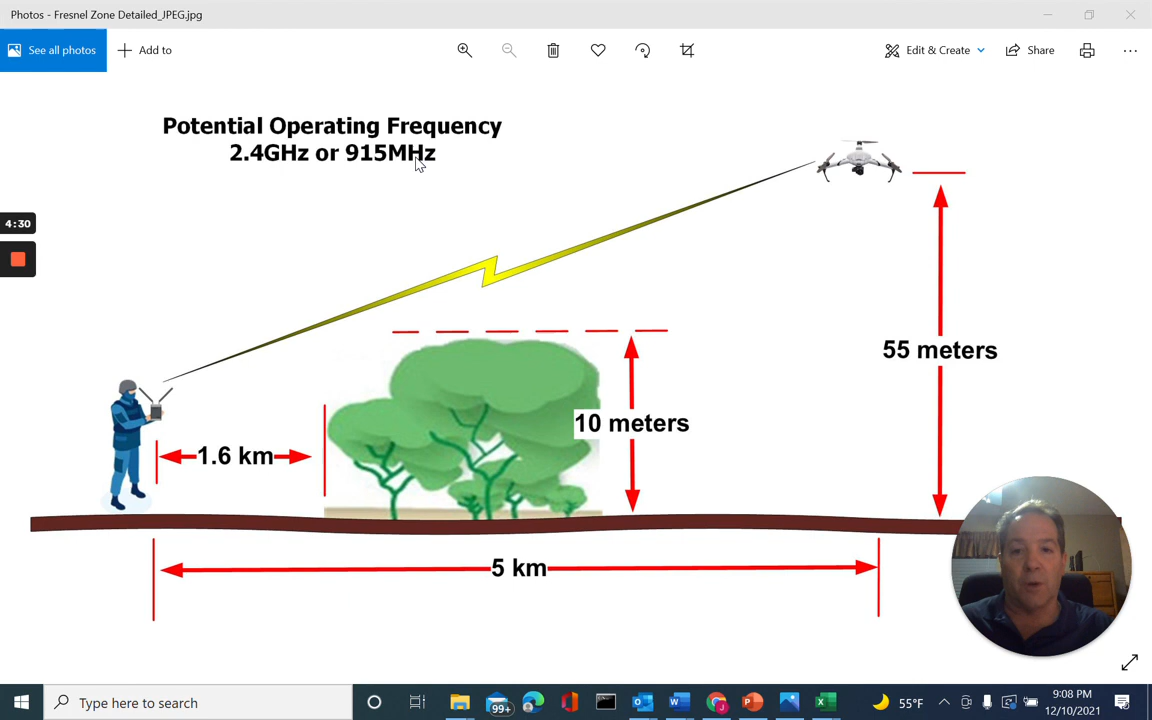 Photos - Fresnel Zone Detailed_JPEG.jpg
See all photos
Add to
Edit & Create
Share
Potential Operating Frequency
2.4GHz or 915MHz
4:30
55 meters
10 meters
1.6 km
5 km
Type here to search
99+
55°F
9:08 PM
12/10/2021